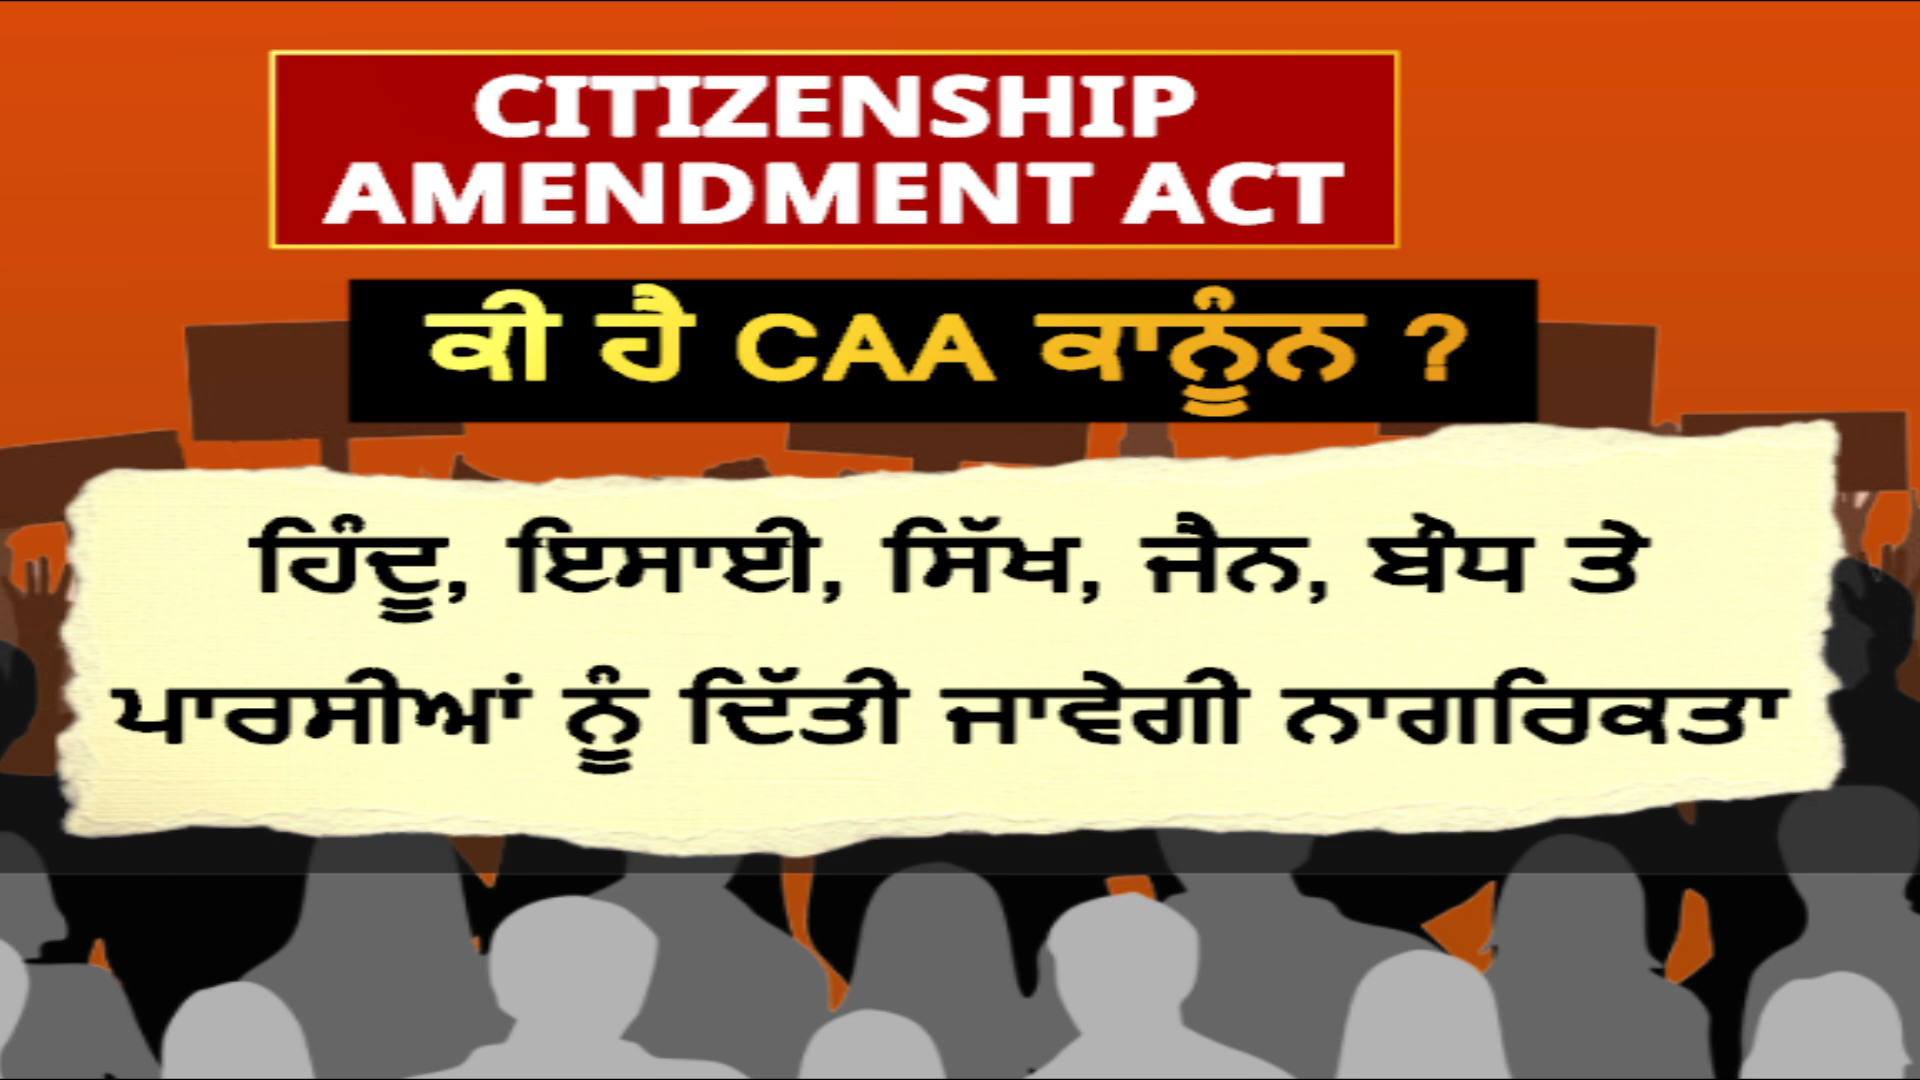 CITIZENSHIP
AMENDMENT ACT
ਕੀ ਹੈ CAA ਕਾਨੂੰਨ ?
ਹਿੰਦੂ, ਇਸਾਈ, ਸਿੱਖ, ਜੈਨ, ਬੌਧ ਤੇ
ਪਾਰਸੀਆਂ ਨੂੰ ਦਿੱਤੀ ਜਾਵੇਗੀ ਨਾਗਰਿਕਤਾ